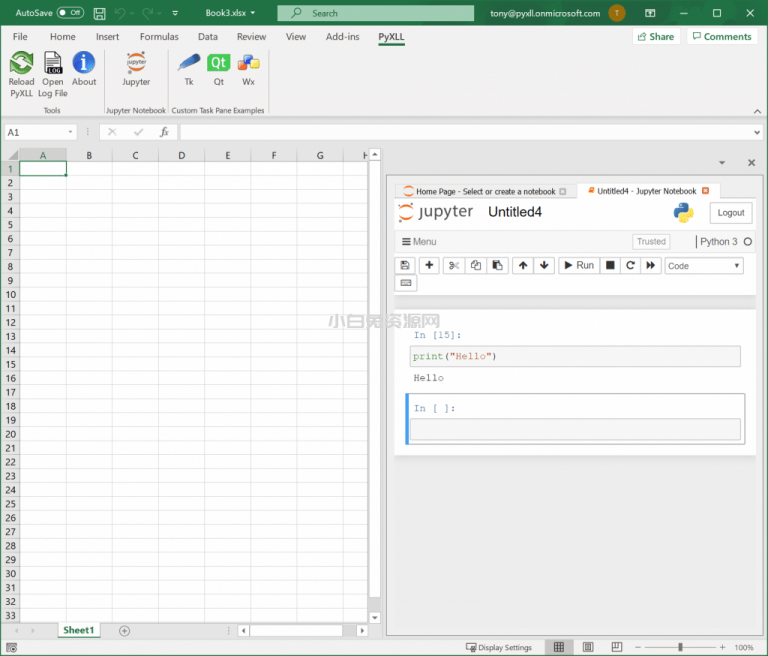 AutoSave Off Book3.xlsx Search tony@pyxll.onmicrosoft.com T
File Home Insert Formulas Data Review View Add-ins PyXLL Share Comments
Reload PyXLL Open Log File About Jupyter Tk Qt Wx
Tools Jupyter Notebook Custom Task Pane Examples
A1 fx
A B C D E F G H
1
2
3
4
5
6
7
8
9
10
11
12
13
14
15
16
17
18
19
20
21
22
23
24
25
26
27
28
29
30
31
32
33
Home Page - Select or create a notebook Untitled4 - Jupyter Notebook
jupyter Untitled4 Logout
Menu Trusted Python 3
Run Code
小白兔资源网
In [15]:
print("Hello")
Hello
In [ ]:
Sheet1
Display Settings 100%